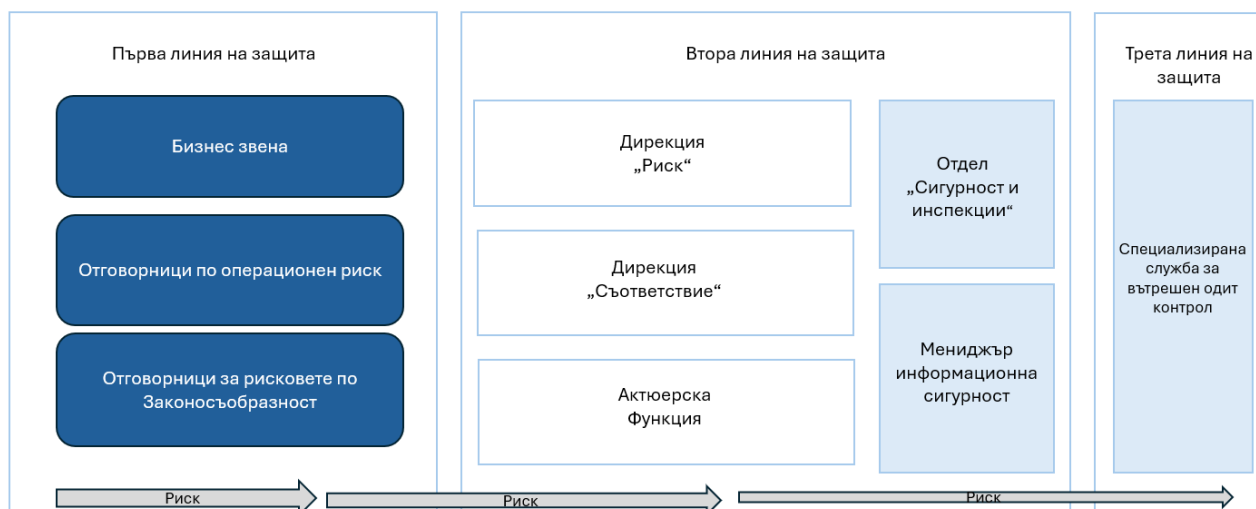 Първа линия на защита
Бизнес звена
Отговорници по операционен риск
Отговорници за рисковете по
Законосъобразност
Втора линия на защита
Дирекция
„Риск“
Дирекция
„Съответствие“
Актюерска
Функция
Отдел
„Сигурност и
инспекции“
Мениджър
информационна
сигурност
Трета линия на
защита
Специализирана
служба за
вътрешен одит
контрол
Риск
Риск
Риск